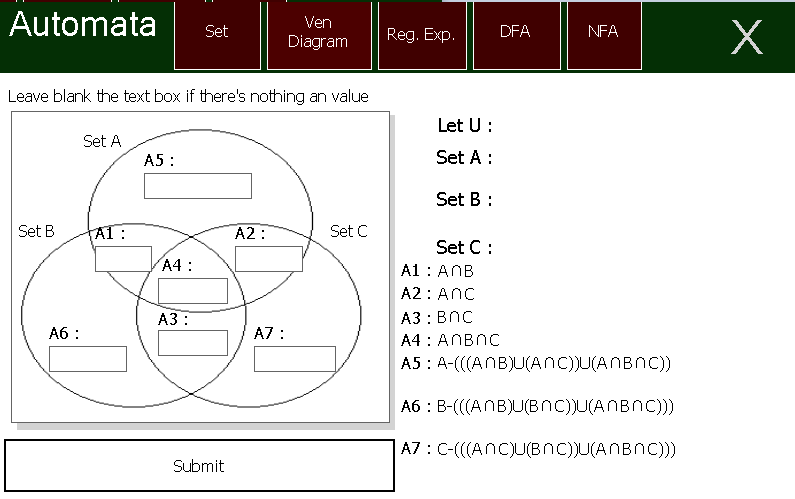 Automata
Set
Ven
Diagram
Reg. Exp.
DFA
NFA
X
Leave blank the text box if there's nothing an value
Set A
A5 :
Set B
A1 :
A2 :
Set C
A4 :
A3 :
A6 :
A7 :
Submit
Let U :
Set A :
Set B :
Set C :
A1 : A∩B
A2 : A∩C
A3 : B∩C
A4 : A∩B∩C
A5 : A-(((A∩B)U(A∩C))U(A∩B∩C))
A6 : B-(((A∩B)U(B∩C))U(A∩B∩C)))
A7 : C-(((A∩C)U(B∩C))U(A∩B∩C)))